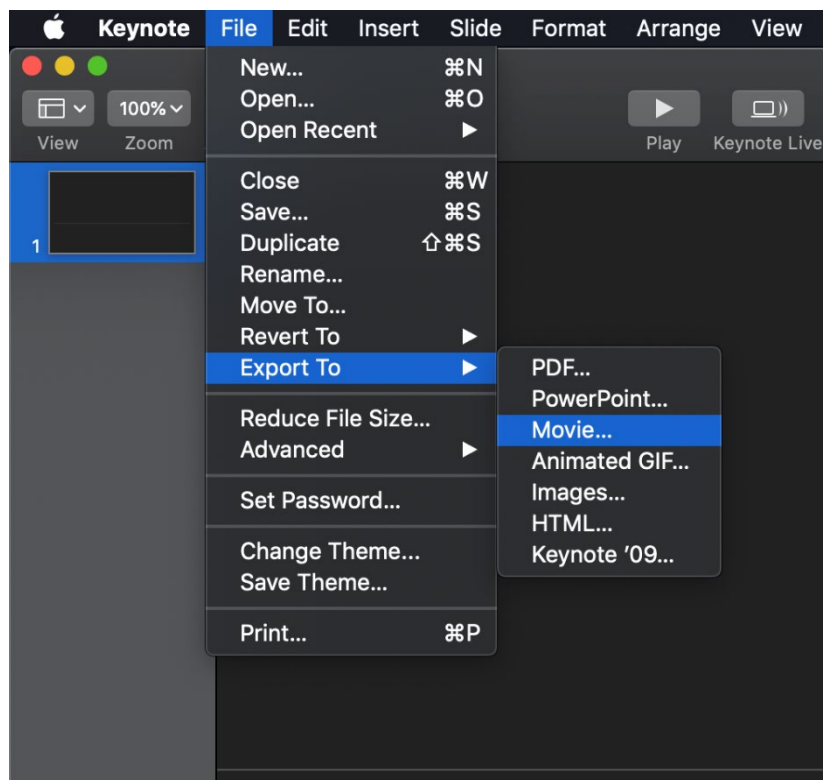 Keynote File Edit Insert Slide Format Arrange View
100%
View Zoom Play Keynote Live
1
New... ⌘N
Open... ⌘O
Open Recent ▶
Close ⌘W
Save... ⌘S
Duplicate ⇧⌘S
Rename...
Move To...
Revert To ▶
Export To ▶
Reduce File Size...
Advanced ▶
Set Password...
Change Theme...
Save Theme...
Print... ⌘P
PDF...
PowerPoint...
Movie...
Animated GIF...
Images...
HTML...
Keynote ’09...